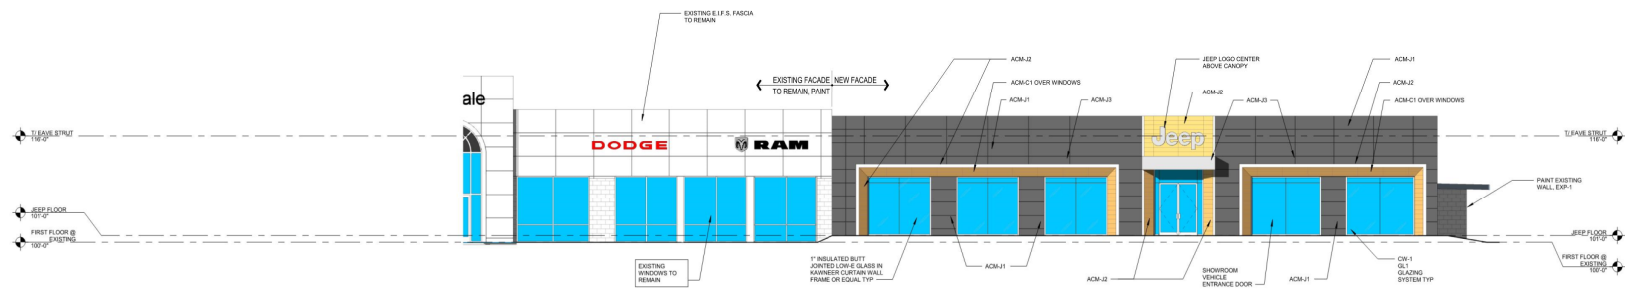 EXISTING E.I.F.S. FASCIA
TO REMAIN
ACM-J2
JEEP LOGO CENTER
ABOVE CANOPY
ACM-J1
EXISTING FACADE
NEW FACADE
TO REMAIN, PAINT
ACM-C1 OVER WINDOWS
ACM-J2
ACM-J2
ale
ACM-J1
ACM-J3
ACM-J3
ACM-C1 OVER WINDOWS
T/ EAVE STRUT
116'-0"
DODGE
RAM
Jeep
T/ EAVE STRUT
116'-0"
PAINT EXISTING
WALL, EXP-1
JEEP FLOOR
101'-0"
FIRST FLOOR @
EXISTING
100'-0"
JEEP FLOOR
101'-0"
EXISTING
WINDOWS TO
REMAIN
1" INSULATED BUTT
JOINTED LOW-E GLASS IN
KAWNEER CURTAIN WALL
FRAME OR EQUAL TYP
ACM-J1
ACM-J2
SHOWROOM
VEHICLE
ENTRANCE DOOR
ACM-J1
CW-1
GL1
GLAZING
SYSTEM TYP
FIRST FLOOR @
EXISTING
100'-0"